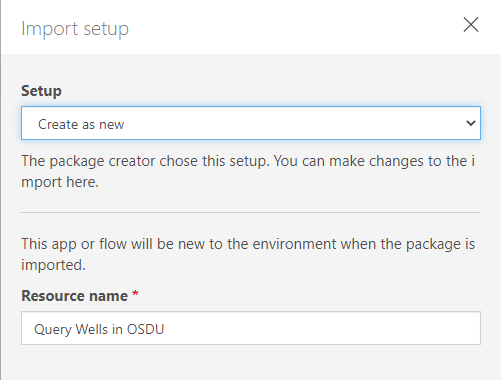 Import setup
Setup
Create as new
The package creator chose this setup. You can make changes to the i
mport here.
This app or flow will be new to the environment when the package is
imported.
Resource name *
Query Wells in OSDU